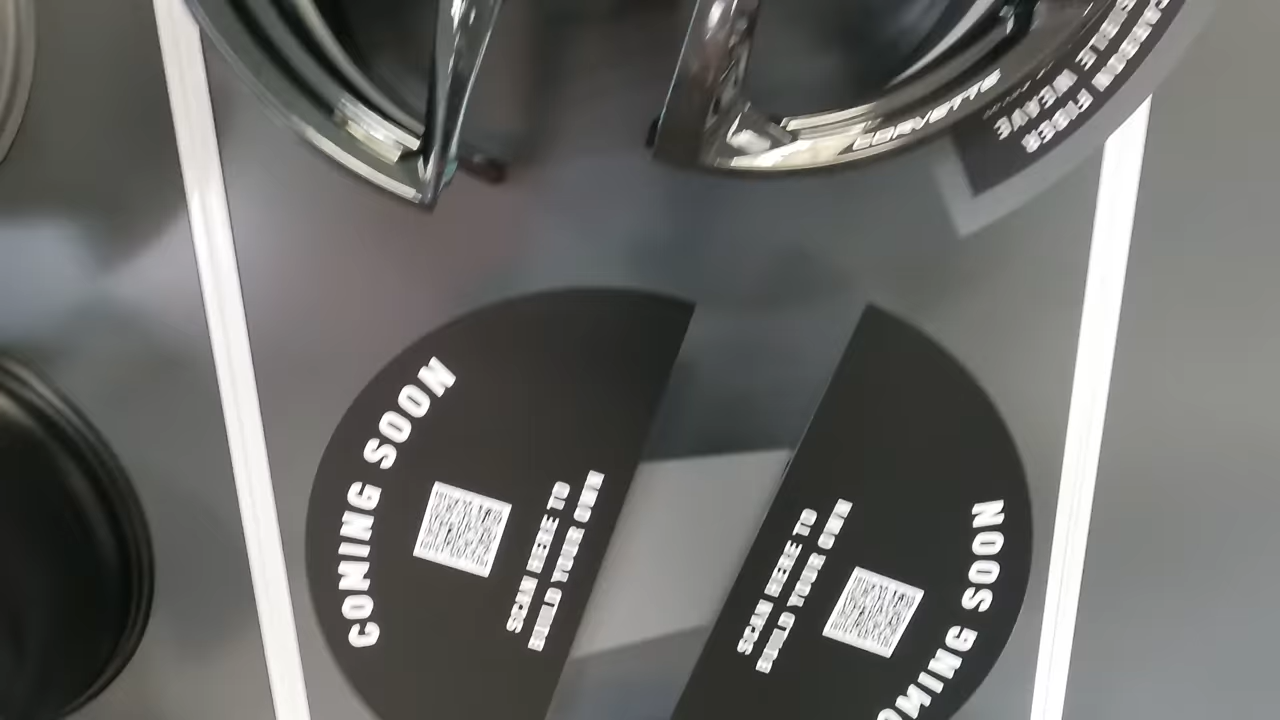 CARBON FIBER
VISIBLE WEAVE
CORVETTE
COMING SOON
SCAN HERE TO
BUILD YOUR OWN
SCAN HERE TO
BUILD YOUR OWN
COMING SOON